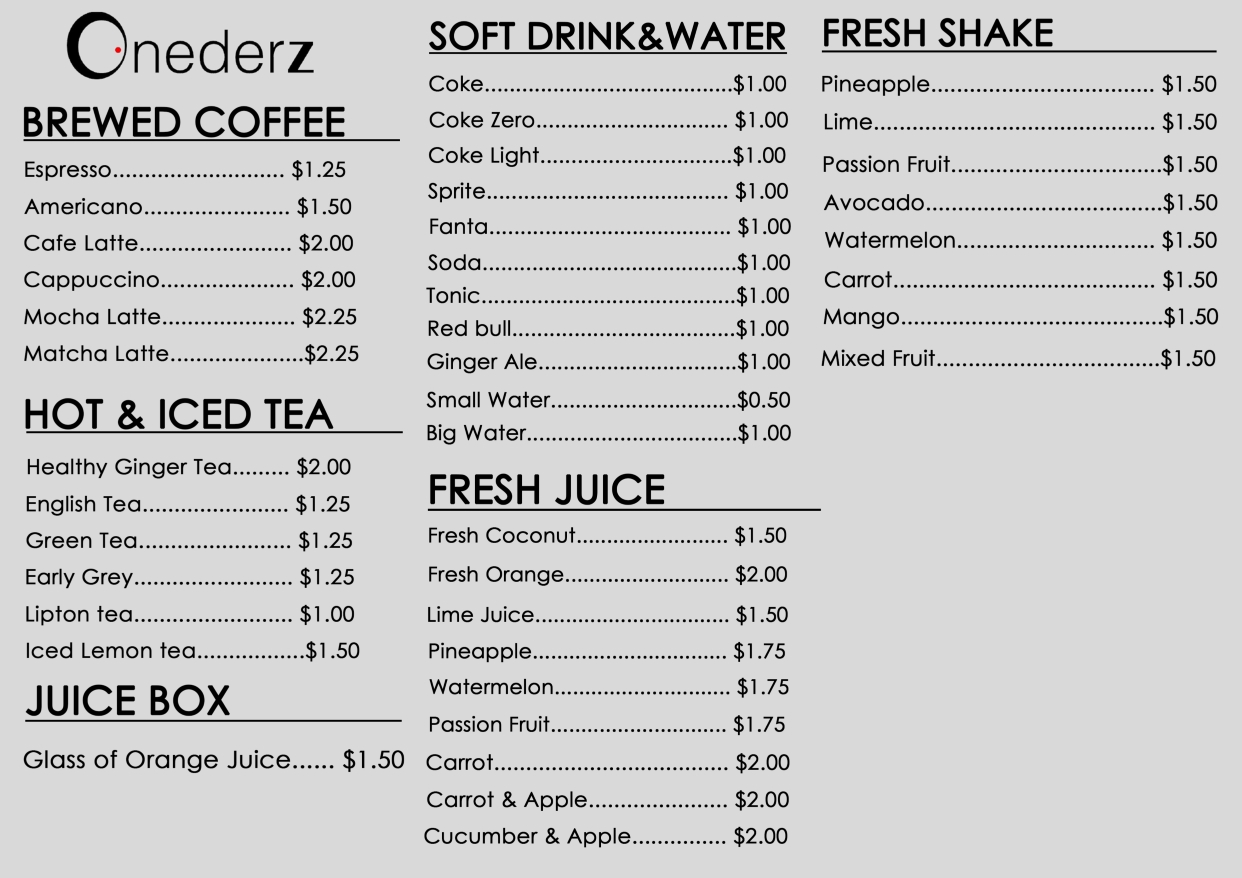 Onederz
BREWED COFFEE
Espresso.......................... $1.25
Americano...................... $1.50
Cafe Latte....................... $2.00
Cappuccino.................... $2.00
Mocha Latte.................... $2.25
Matcha Latte.....................$2.25
HOT & ICED TEA
Healthy Ginger Tea......... $2.00
English Tea...................... $1.25
Green Tea....................... $1.25
Early Grey........................ $1.25
Lipton tea........................ $1.00
Iced Lemon tea.................$1.50
JUICE BOX
Glass of Orange Juice...... $1.50
SOFT DRINK&WATER
Coke......................................$1.00
Coke Zero............................. $1.00
Coke Light..............................$1.00
Sprite..................................... $1.00
Fanta..................................... $1.00
Soda.......................................$1.00
Tonic.......................................$1.00
Red bull..................................$1.00
Ginger Ale..............................$1.00
Small Water............................$0.50
Big Water................................$1.00
FRESH JUICE
Fresh Coconut....................... $1.50
Fresh Orange......................... $2.00
Lime Juice.............................. $1.50
Pineapple.............................. $1.75
Watermelon........................... $1.75
Passion Fruit........................... $1.75
Carrot.................................... $2.00
Carrot & Apple..................... $2.00
Cucumber & Apple............... $2.00
FRESH SHAKE
Pineapple.................................. $1.50
Lime........................................... $1.50
Passion Fruit................................$1.50
Avocado....................................$1.50
Watermelon.............................. $1.50
Carrot........................................ $1.50
Mango........................................$1.50
Mixed Fruit..................................$1.50